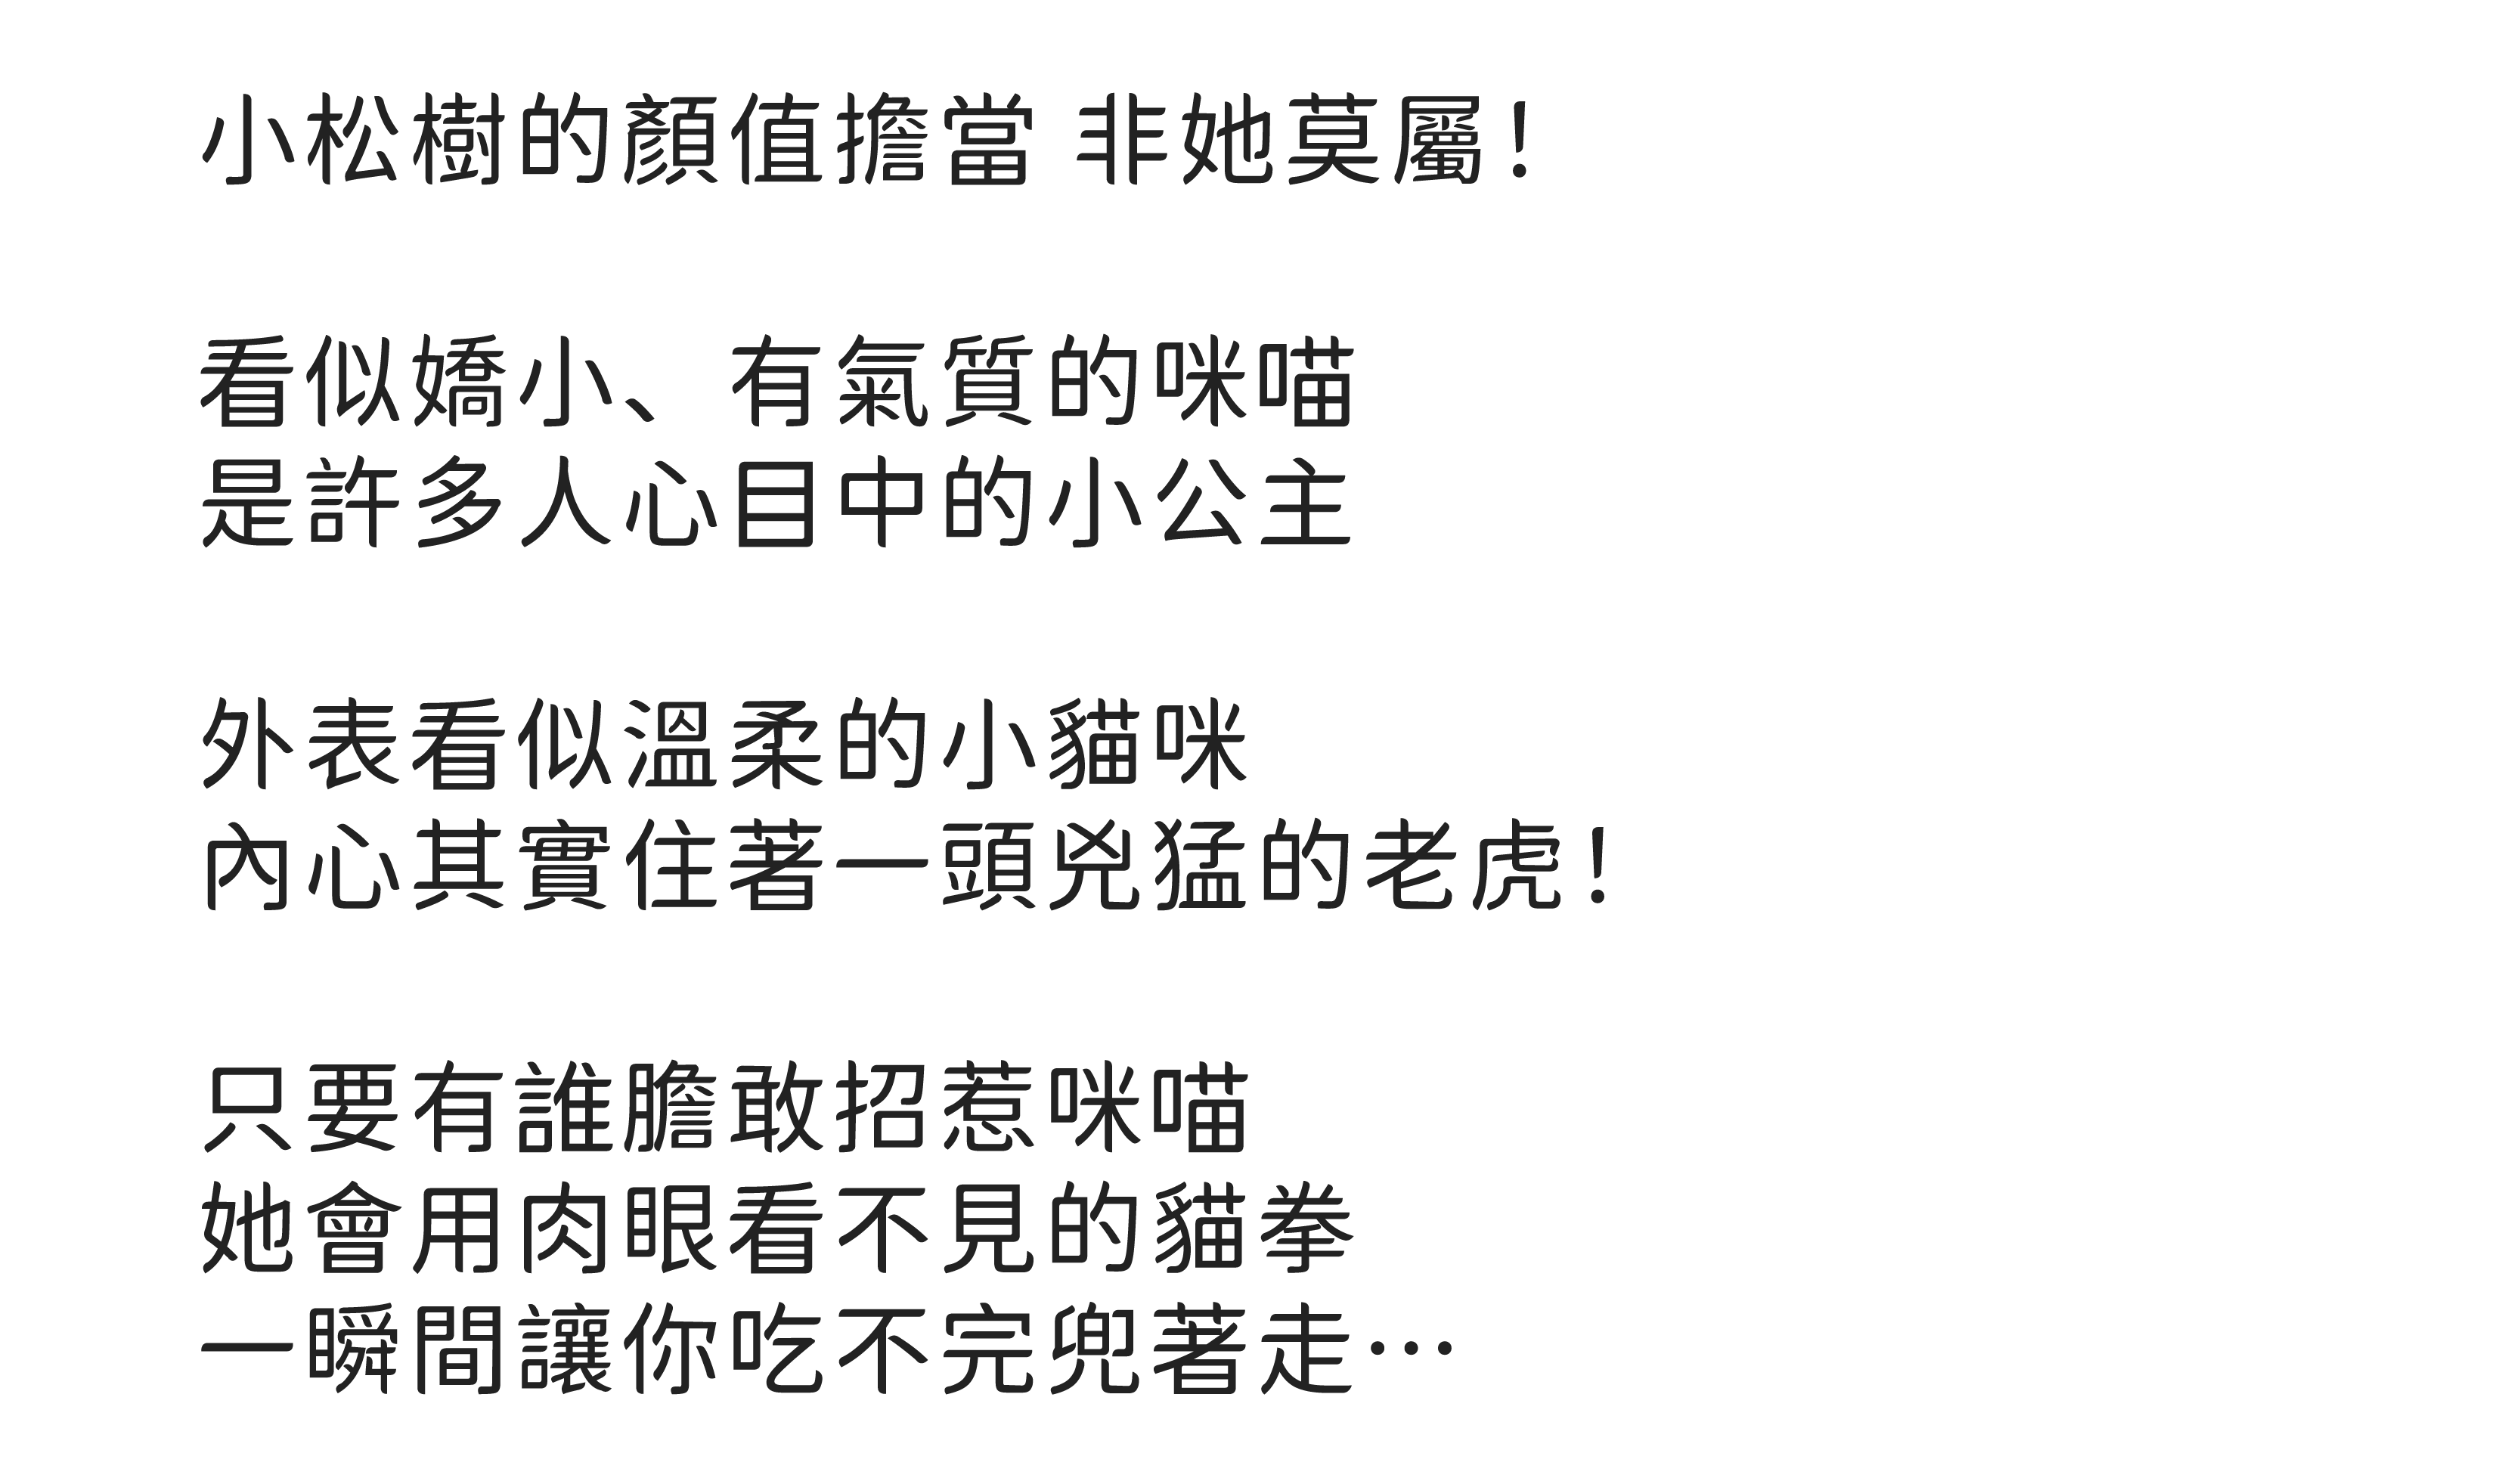 小松樹的顏值擔當 非她莫屬！
看似嬌小、有氣質的咪喵
是許多人心目中的小公主
外表看似溫柔的小貓咪
內心其實住著一頭兇猛的老虎！
只要有誰膽敢招惹咪喵
她會用肉眼看不見的貓拳
一瞬間讓你吃不完兜著走…